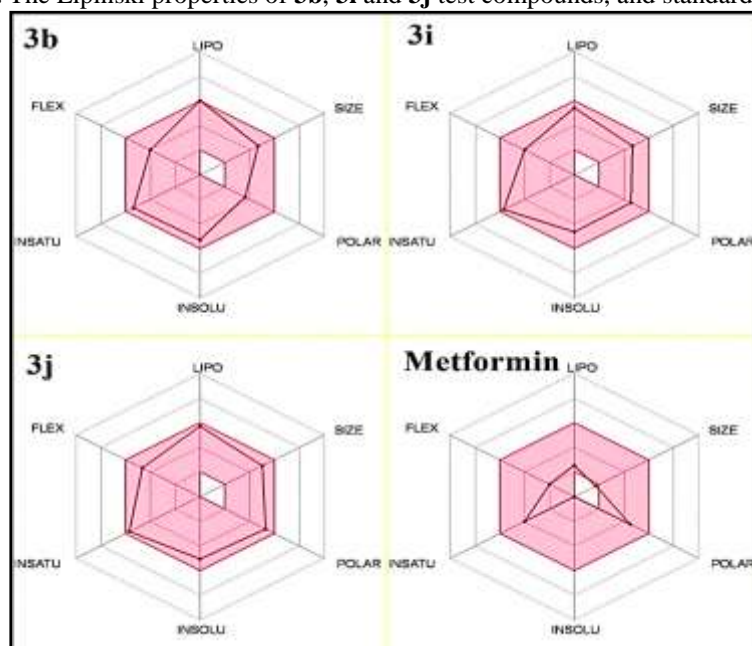 The Lipinski properties of 3b, 3i and 3j test compounds, and standard
3b
LIPO
FLEX
SIZE
INSATU
POLAR
INSOLU
3i
LIPO
FLEX
SIZE
INSATU
POLAR
INSOLU
3j
LIPO
FLEX
SIZE
INSATU
POLAR
INSOLU
Metformin
LIPO
FLEX
SIZE
INSATU
POLAR
INSOLU